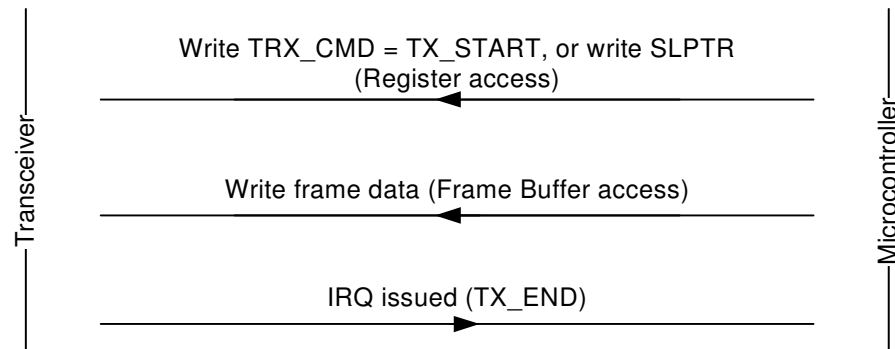 Write TRX_CMD = TX_START, or write SLPTR
(Register access)
Transceiver
Microcontroller
Write frame data (Frame Buffer access)
IRQ issued (TX_END)